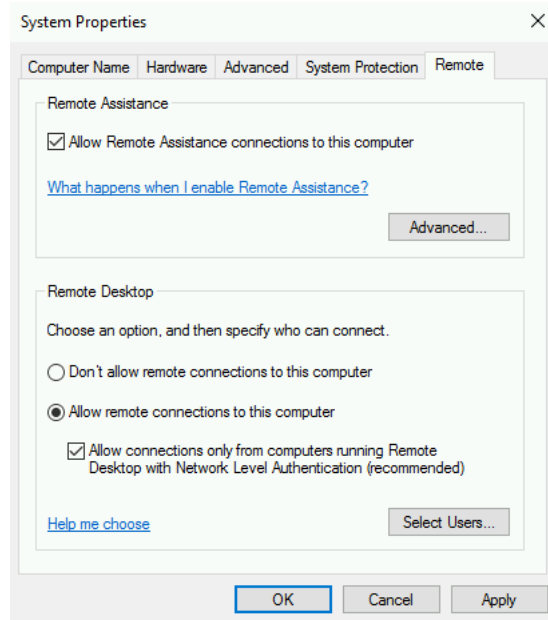 System Properties
Computer Name Hardware Advanced System Protection Remote
Remote Assistance
Allow Remote Assistance connections to this computer
What happens when I enable Remote Assistance?
Advanced...
Remote Desktop
Choose an option, and then specify who can connect.
Don't allow remote connections to this computer
Allow remote connections to this computer
Allow connections only from computers running Remote
Desktop with Network Level Authentication (recommended)
Help me choose
Select Users...
OK Cancel Apply